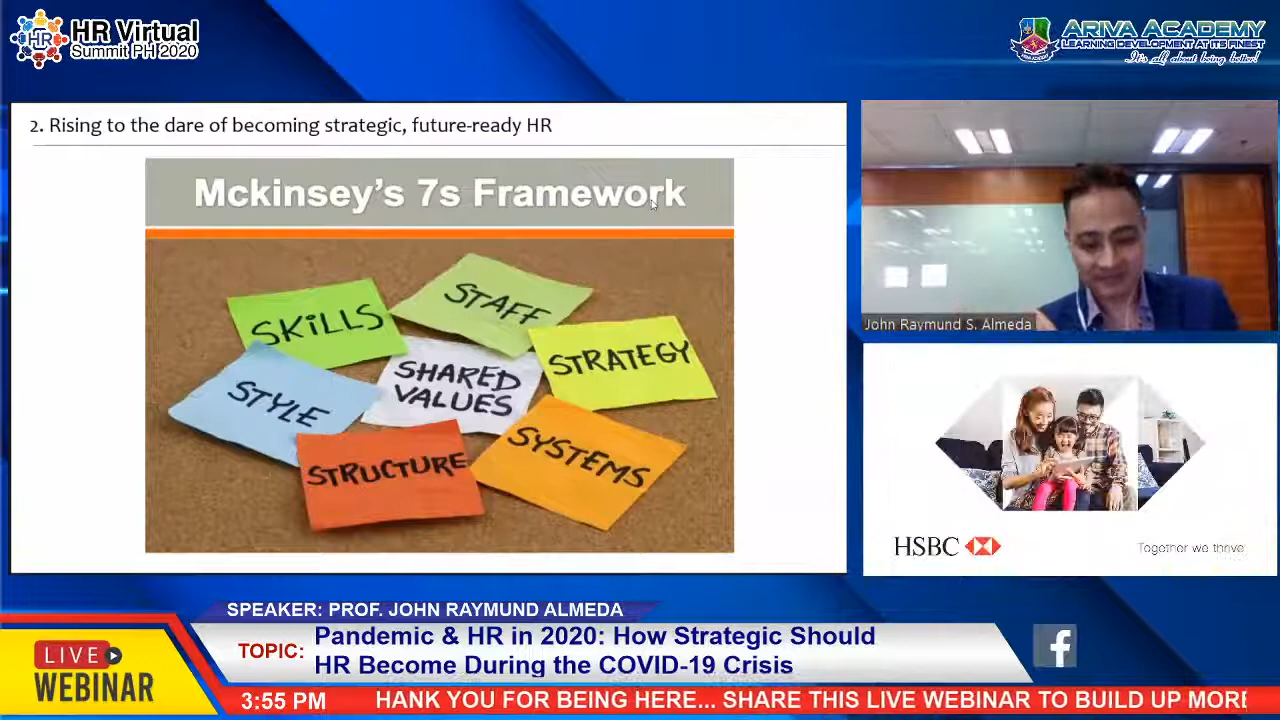 HR Virtual
Summit PH 2020
HR
ARIVA ACADEMY
LEARNING DEVELOPMENT AT ITS FINEST
It's all about being better!
2. Rising to the dare of becoming strategic, future-ready HR
Mckinsey's 7s Framework
SKILLS
STAFF
STRATEGY
SHARED
VALUES
STYLE
STRUCTURE
SYSTEMS
John Raymund S. Almeda
HSBC
Together we thrive
SPEAKER: PROF. JOHN RAYMUND ALMEDA
TOPIC:
Pandemic & HR in 2020: How Strategic Should
HR Become During the COVID-19 Crisis
LIVE
WEBINAR
3:55 PM
HANK YOU FOR BEING HERE... SHARE THIS LIVE WEBINAR TO BUILD UP MORE